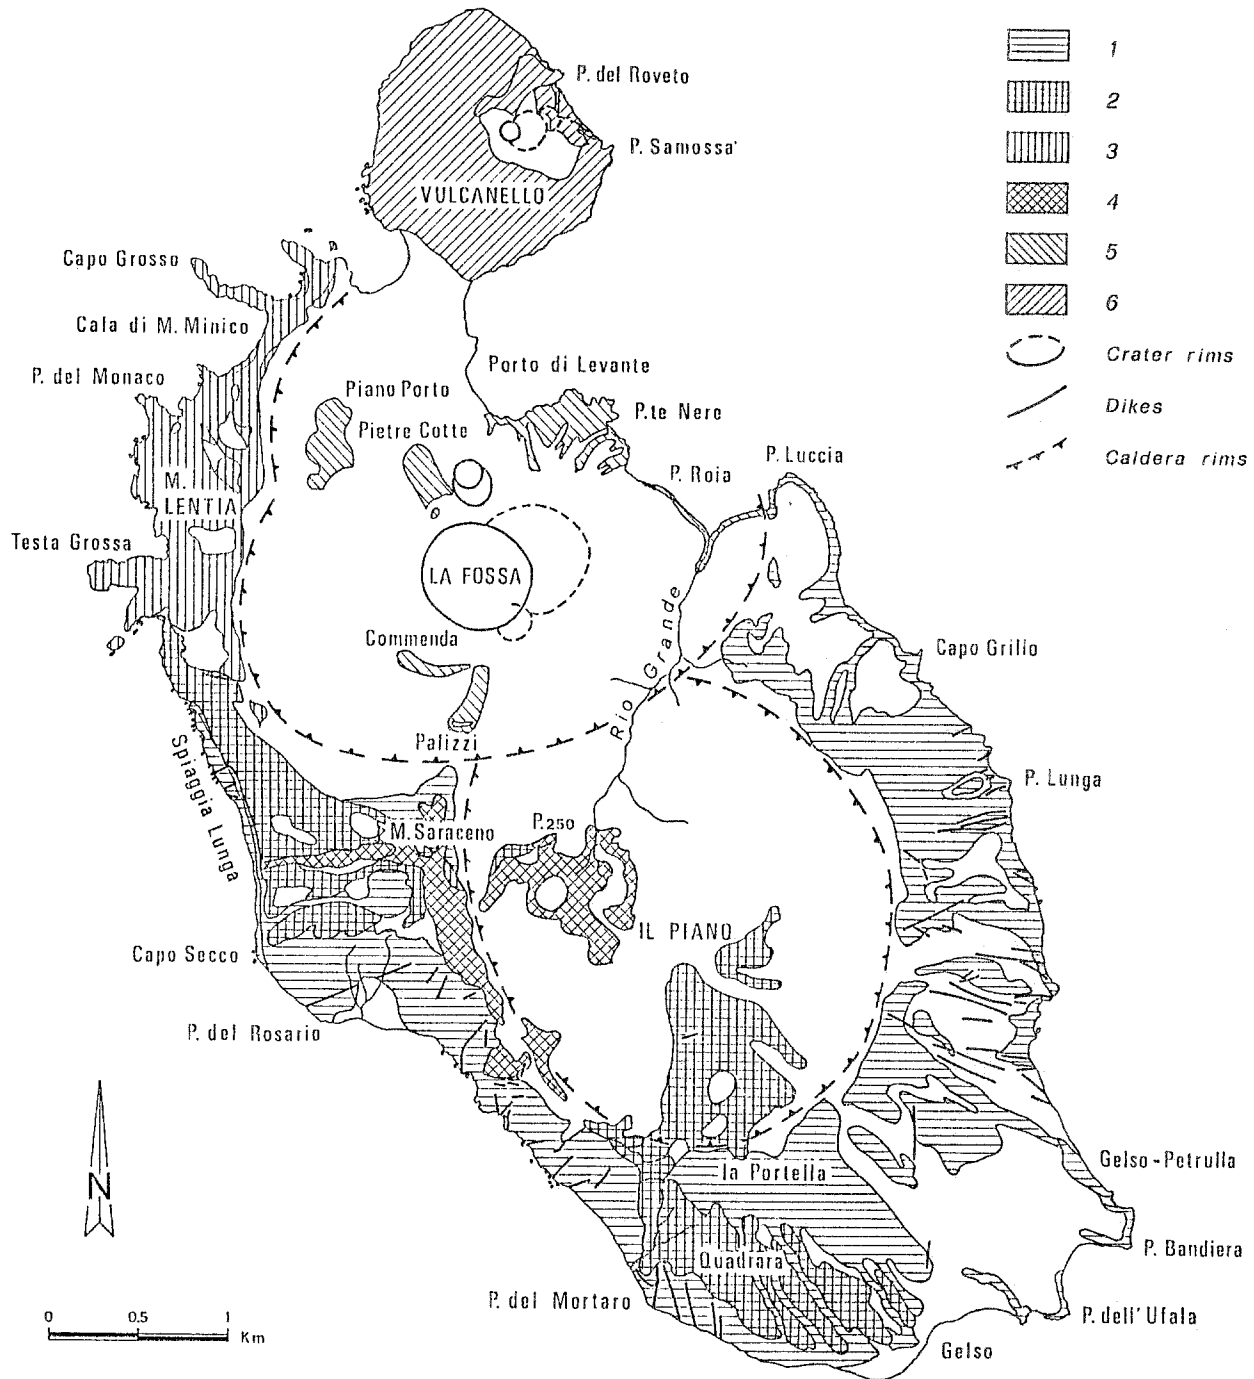 P. del Roveto
P. Samossa'
VULCANELLO
Capo Grosso
Cala di M. Minico
P. del Monaco
Porto di Levante
Piano Porto
P.te Nere
Pietre Cotte
P. Luccia
P. Roia
M.
LENTIA
Testa Grossa
LA FOSSA
Commenda
Rio Grande
Capo Grillo
Palizzi
Spiaggia Lunga
P. Lunga
M. Saraceno
P.250
IL PIANO
Capo Secco
P. del Rosario
N
la Portella
Gelso-Petrulla
Quadrara
P. Bandiera
P. del Mortaro
P. dell'Ufala
Gelso
0 0,5 1
Km
1
2
3
4
5
6
Crater rims
Dikes
Caldera rims